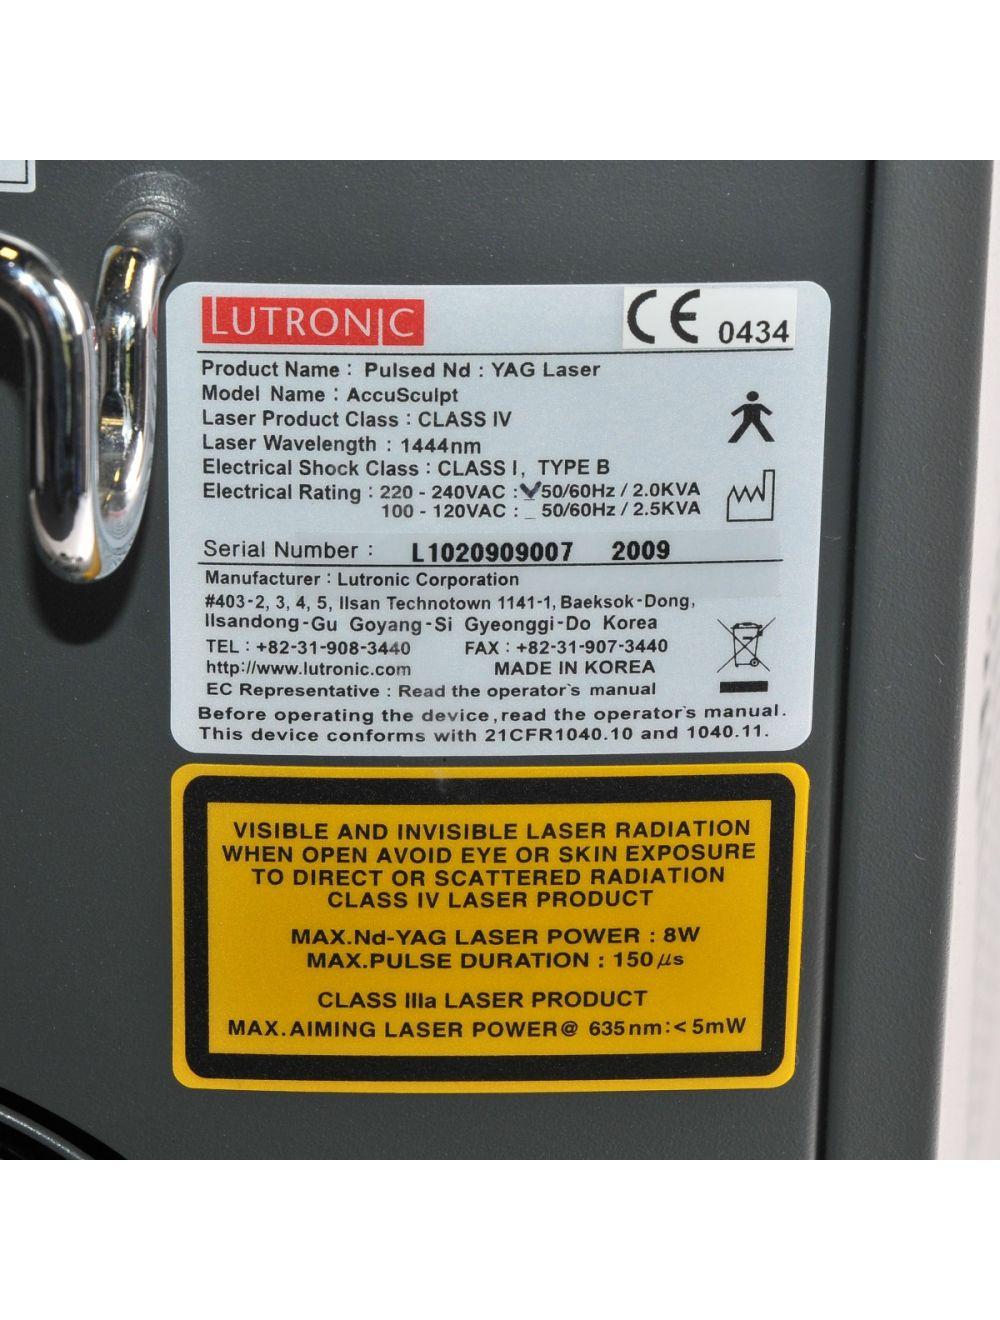 LUTRONIC
CE 0434
Product Name : Pulsed Nd : YAG Laser
Model Name : AccuSculpt
Laser Product Class : CLASS IV
Laser Wavelength : 1444nm
Electrical Shock Class : CLASS I, TYPE B
Electrical Rating : 220 - 240VAC : ✓50/60Hz / 2.0KVA
100 - 120VAC : _ 50/60Hz / 2.5KVA
Serial Number : L1020909007 2009
Manufacturer : Lutronic Corporation
#403-2, 3, 4, 5, Ilsan Technotown 1141-1, Baeksok-Dong,
Ilsandong-Gu Goyang-Si Gyeonggi-Do Korea
TEL : +82-31-908-3440 FAX : +82-31-907-3440
http://www.lutronic.com MADE IN KOREA
EC Representative : Read the operator's manual
Before operating the device, read the operator's manual.
This device conforms with 21CFR1040.10 and 1040.11.
VISIBLE AND INVISIBLE LASER RADIATION
WHEN OPEN AVOID EYE OR SKIN EXPOSURE
TO DIRECT OR SCATTERED RADIATION
CLASS IV LASER PRODUCT
MAX.Nd-YAG LASER POWER : 8W
MAX.PULSE DURATION : 150μs
CLASS IIIa LASER PRODUCT
MAX.AIMING LASER POWER@ 635nm:<5mW